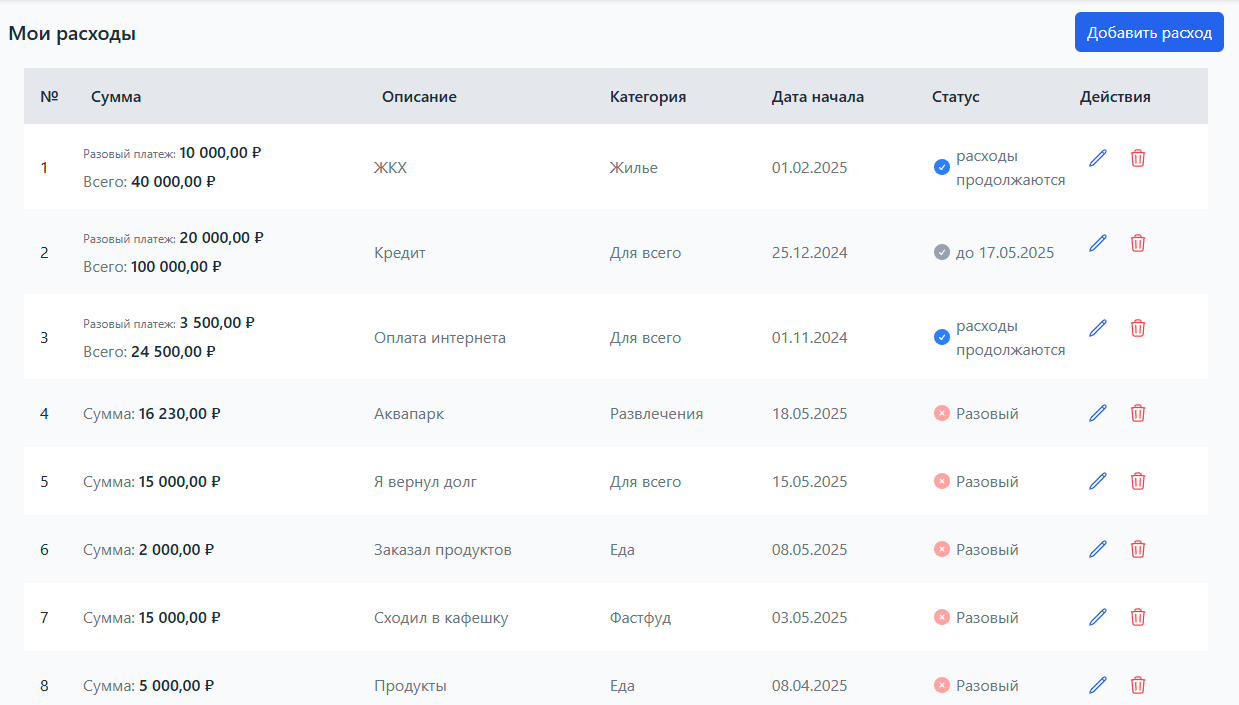 Мои расходы
Добавить расход
№ Сумма Описание Категория Дата начала Статус Действия
1 Разовый платеж: 10 000,00 ₽ ЖКХ Жилье 01.02.2025 расходы
Всего: 40 000,00 ₽ продолжаются
2 Разовый платеж: 20 000,00 ₽ Кредит Для всего 25.12.2024 до 17.05.2025
Всего: 100 000,00 ₽
3 Разовый платеж: 3 500,00 ₽ Оплата интернета Для всего 01.11.2024 расходы
Всего: 24 500,00 ₽ продолжаются
4 Сумма: 16 230,00 ₽ Аквапарк Развлечения 18.05.2025 Разовый
5 Сумма: 15 000,00 ₽ Я вернул долг Для всего 15.05.2025 Разовый
6 Сумма: 2 000,00 ₽ Заказал продуктов Еда 08.05.2025 Разовый
7 Сумма: 15 000,00 ₽ Сходил в кафешку Фастфуд 03.05.2025 Разовый
8 Сумма: 5 000,00 ₽ Продукты Еда 08.04.2025 Разовый